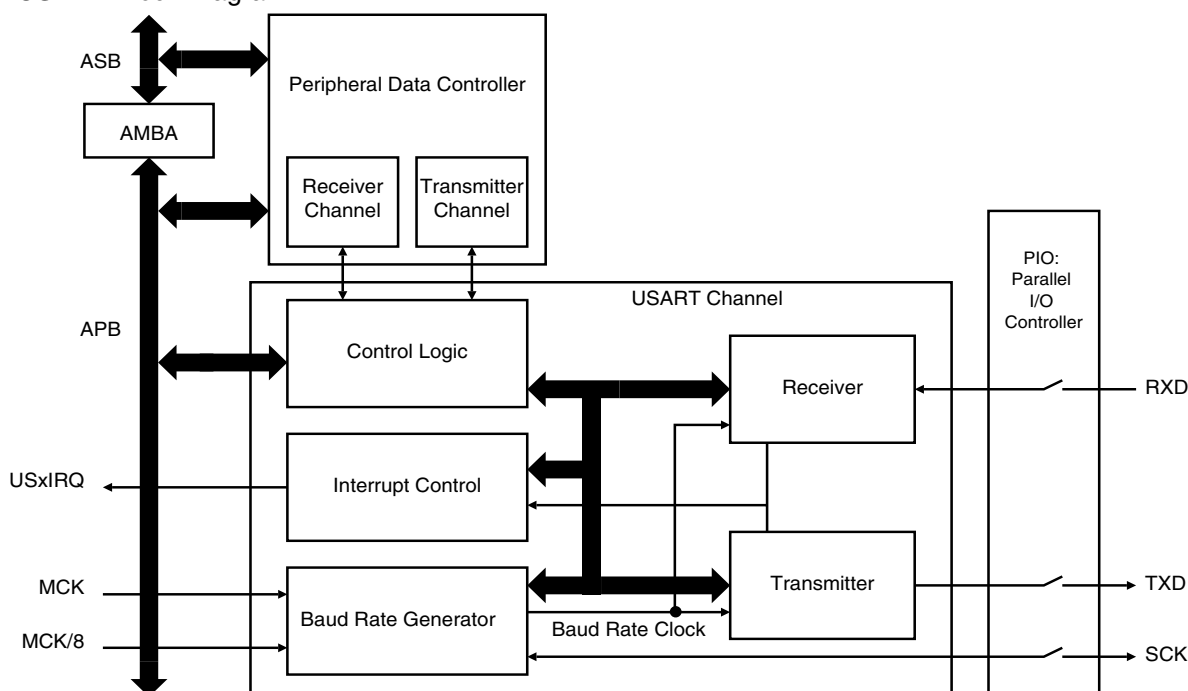 ASB
Peripheral Data Controller
AMBA
Receiver
Channel
Transmitter
Channel
PIO:
Parallel
I/O
Controller
USART Channel
APB
Control Logic
Receiver
RXD
USxIRQ
Interrupt Control
MCK
Transmitter
TXD
Baud Rate Generator
Baud Rate Clock
MCK/8
SCK